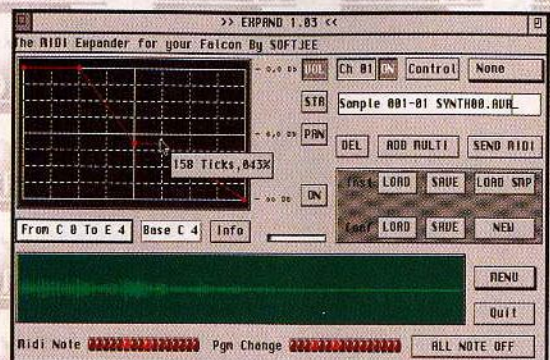 >> EXPAND 1.03 <<
The MIDI Expander for your Falcon By SOFTJEE
- 0,0 DB VOL Ch 01 ON Control None
STR Sample 001-01 SYNTH00.AVR
- 6,0 DB PAN
DEL ADD MULTI SEND MIDI
158 Ticks,043%
Inst LOAD SAVE LOAD SMP
- oo DB ON
From C 0 To E 4 Base C 4 Info Conf LOAD SAVE NEW
MENU
Quit
Midi Note Pgm Change ALL NOTE OFF